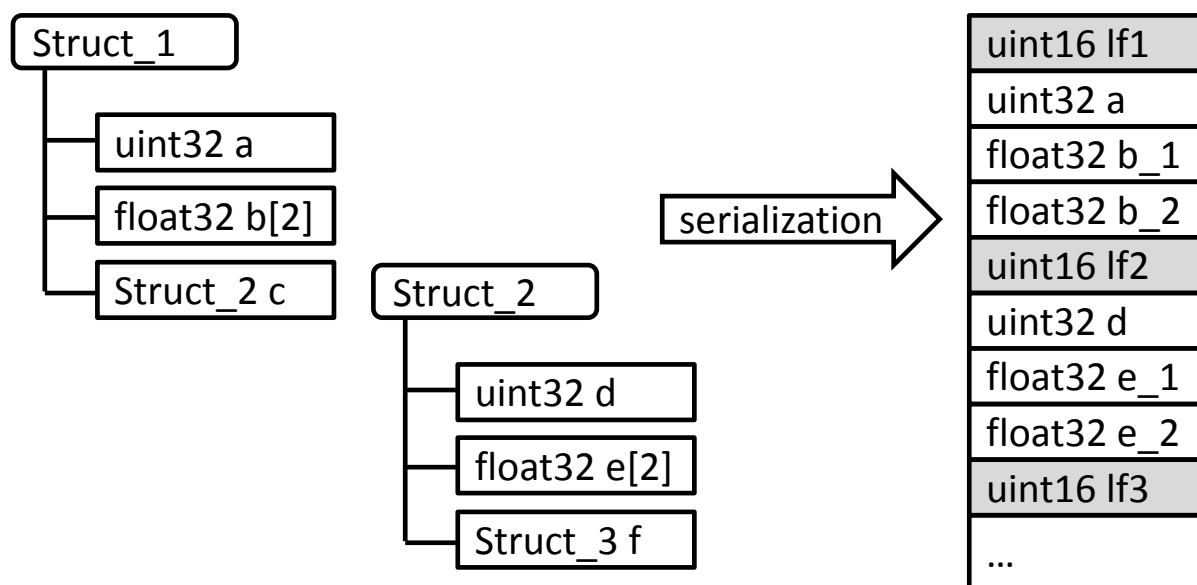 Struct_1
uint32 a
float32 b[2]
Struct_2 c
Struct_2
uint32 d
float32 e[2]
Struct_3 f
serialization
uint16 lf1
uint32 a
float32 b_1
float32 b_2
uint16 lf2
uint32 d
float32 e_1
float32 e_2
uint16 lf3
...